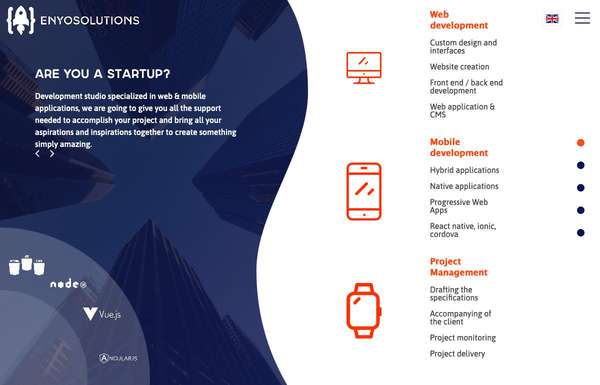 ENYOSOLUTIONS
ARE YOU A STARTUP?
Development studio specialized in web & mobile
applications, we are going to give you all the support
needed to accomplish your project and bring all your
aspirations and inspirations together to create something
simply amazing.
node
Vue.js
ANGULARJS
Web
development
Custom design and
interfaces
Website creation
Front end / back end
development
Web application &
CMS
Mobile
development
Hybrid applications
Native applications
Progressive Web
Apps
React native, ionic,
cordova
Project
Management
Drafting the
specifications
Accompanying of
the client
Project monitoring
Project delivery